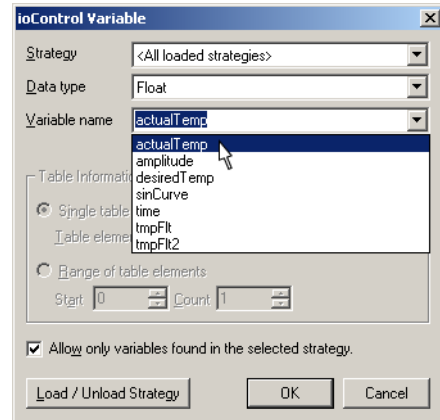 ioControl Variable
Strategy <All loaded strategies>
Data type Float
Variable name actualTemp
actualTemp
amplitude
desiredTemp
sinCurve
time
tmpFlt
tmpFlt2
Table
Single table
Table
Range of table elements
Start 0 Count 1
Allow only variables found in the selected strategy.
Load / Unload Strategy OK Cancel